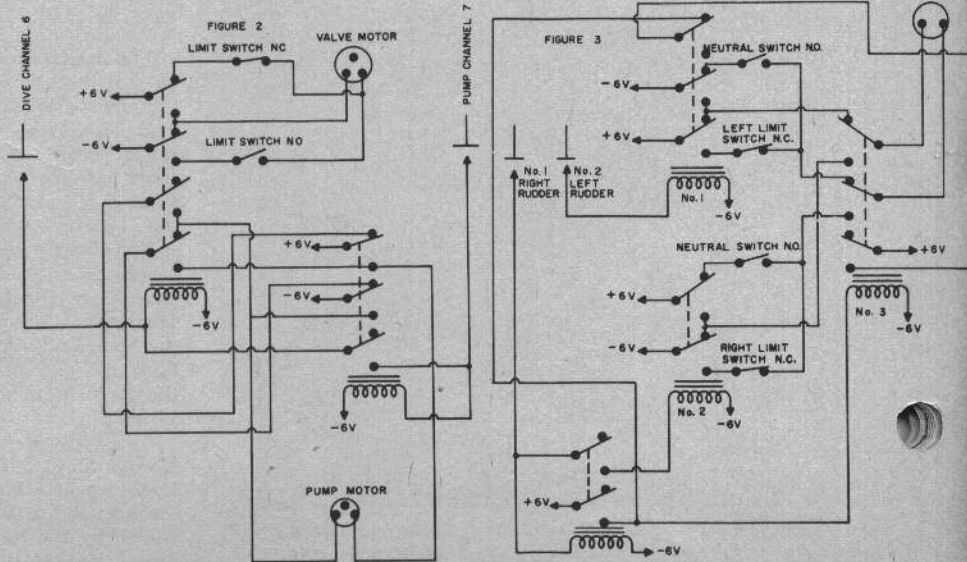 DIVE CHANNEL 6
FIGURE 2
LIMIT SWITCH NC
VALVE MOTOR
+6V
-6V
LIMIT SWITCH NO
-6V
+6V
-6V
-6V
PUMP MOTOR
PUMP CHANNEL 7
FIGURE 3
NEUTRAL SWITCH N.O.
-6V
+6V
LEFT LIMIT
SWITCH N.C.
No. 1
RIGHT
RUDDER
No. 2
LEFT
RUDDER
No. 1
-6V
NEUTRAL SWITCH N.O.
+6V
+6V
-6V
No. 3
-6V
RIGHT LIMIT
SWITCH N.C.
No. 2
-6V
+6V
-6V